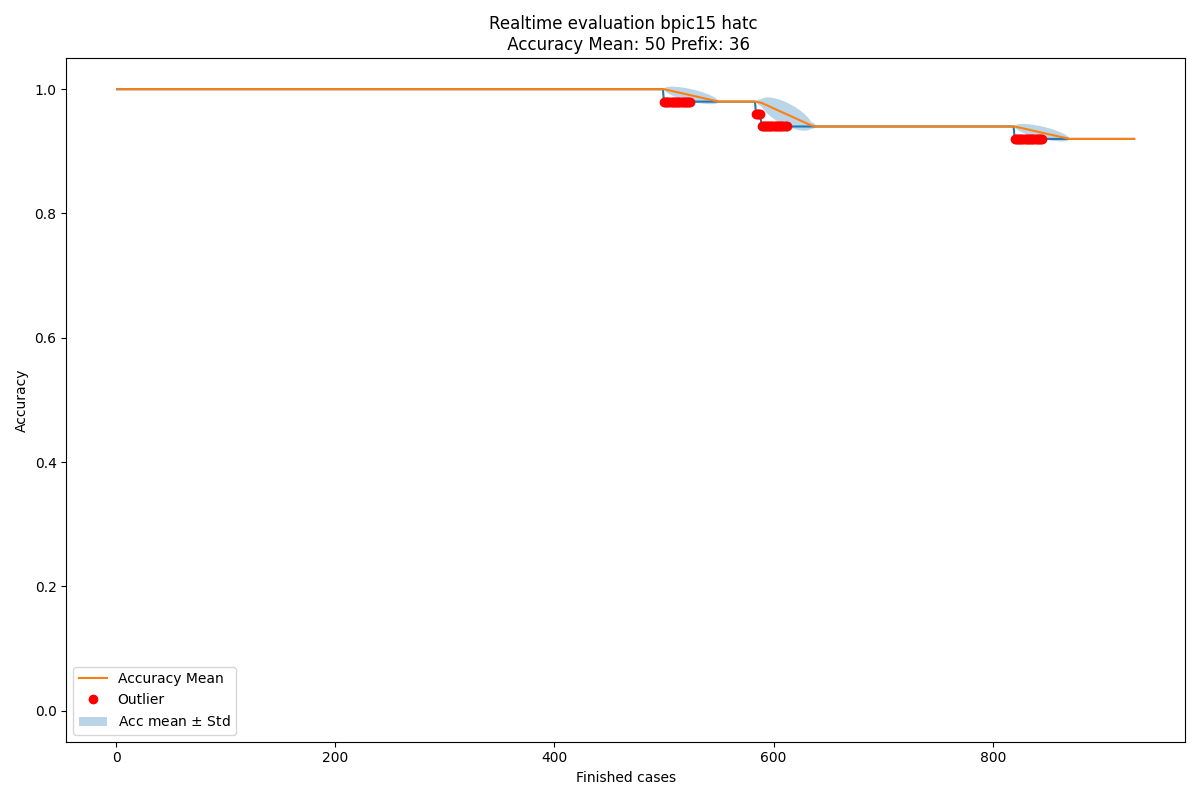 Realtime evaluation bpic15 hatc
Accuracy Mean: 50 Prefix: 36
1.0
0.8
0.6
0.4
0.2
0.0
Accuracy
Accuracy Mean
Outlier
Acc mean ± Std
0
200
400
600
800
Finished cases